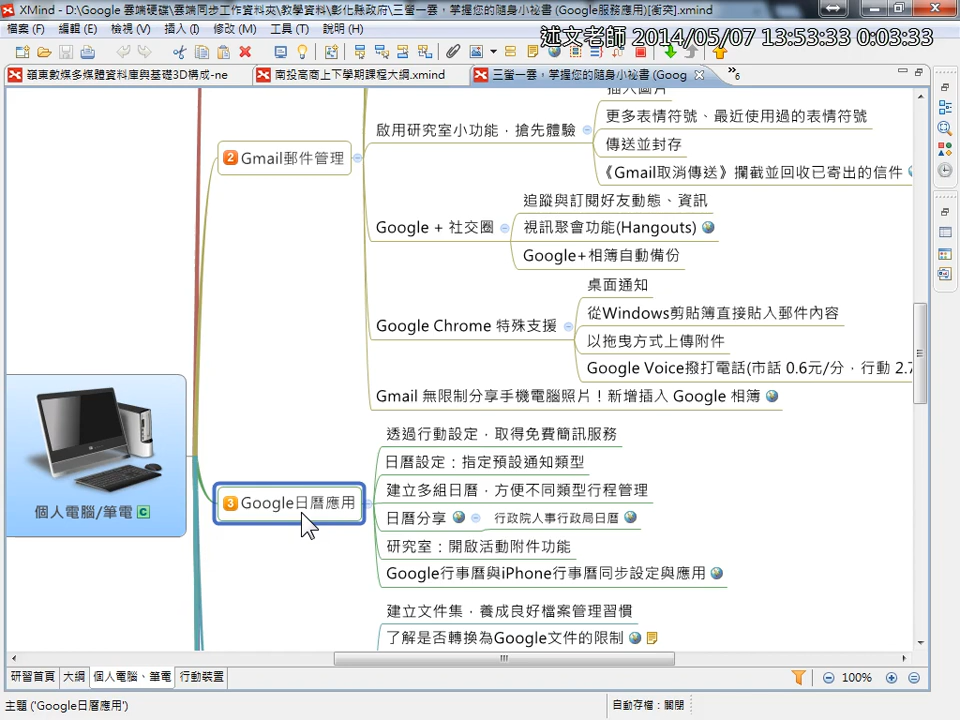 XMind - D:\Google 雲端硬碟\雲端同步工作資料夾\教學資料\彰化縣政府\三螢一雲，掌握您的隨身小祕書 (Google服務應用)[衝突].xmind
檔案 (F) 編輯 (E) 檢視 (V) 插入 (I) 修改 (M) 工具 (T) 說明 (H)
述文老師 2014/05/07 13:53:33 0:03:33
嶺東數媒多媒體資料庫與基礎3D構成-ne
南投高商上下學期課程大綱.xmind
三螢一雲，掌握您的隨身小祕書 (Goog
»6
插入圖片
啟用研究室小功能，搶先體驗
更多表情符號、最近使用過的表情符號
傳送並封存
《Gmail取消傳送》攔截並回收已寄出的信件
2 Gmail郵件管理
追蹤與訂閱好友動態、資訊
Google + 社交圈
視訊聚會功能(Hangouts)
Google+相簿自動備份
桌面通知
從Windows剪貼簿直接貼入郵件內容
Google Chrome 特殊支援
以拖曳方式上傳附件
Google Voice撥打電話(市話 0.6元/分，行動 2.7
Gmail 無限制分享手機電腦照片！新增插入 Google 相簿
透過行動設定，取得免費簡訊服務
日曆設定：指定預設通知類型
建立多組日曆，方便不同類型行程管理
3 Google日曆應用
日曆分享
行政院人事行政局日曆
研究室：開啟活動附件功能
Google行事曆與iPhone行事曆同步設定與應用
個人電腦/筆電 C
建立文件集，養成良好檔案管理習慣
了解是否轉換為Google文件的限制
研習首頁 大綱 個人電腦、筆電 行動裝置
100%
主題 ('Google日曆應用')
自動存檔：關閉